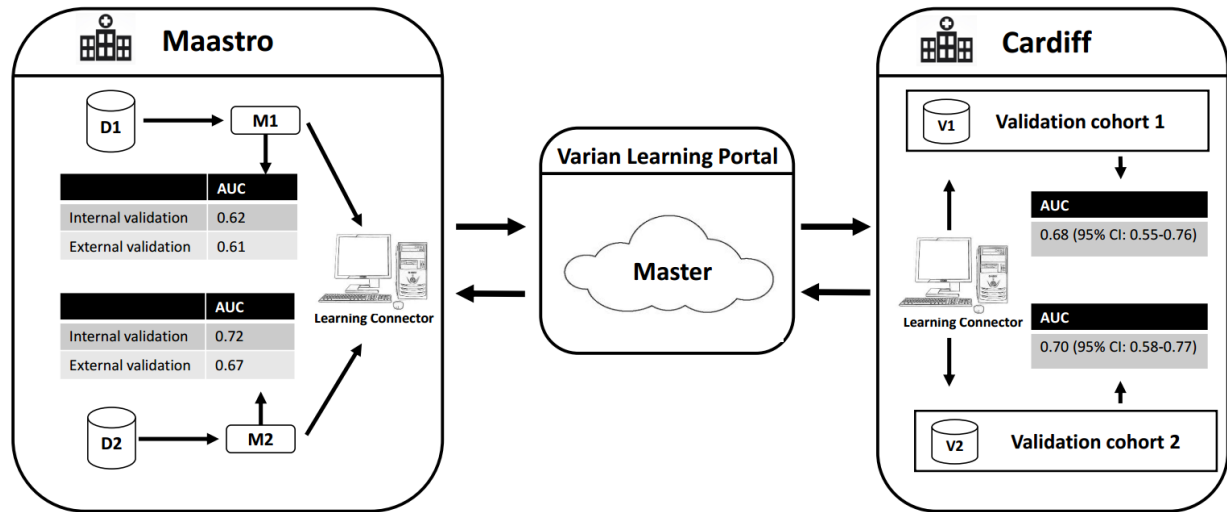 Maastro
D1
M1
AUC
Internal validation 0.62
External validation 0.61
Learning Connector
AUC
Internal validation 0.72
External validation 0.67
D2
M2
Varian Learning Portal
Master
Cardiff
V1
Validation cohort 1
AUC
0.68 (95% CI: 0.55-0.76)
Learning Connector
AUC
0.70 (95% CI: 0.58-0.77)
V2
Validation cohort 2